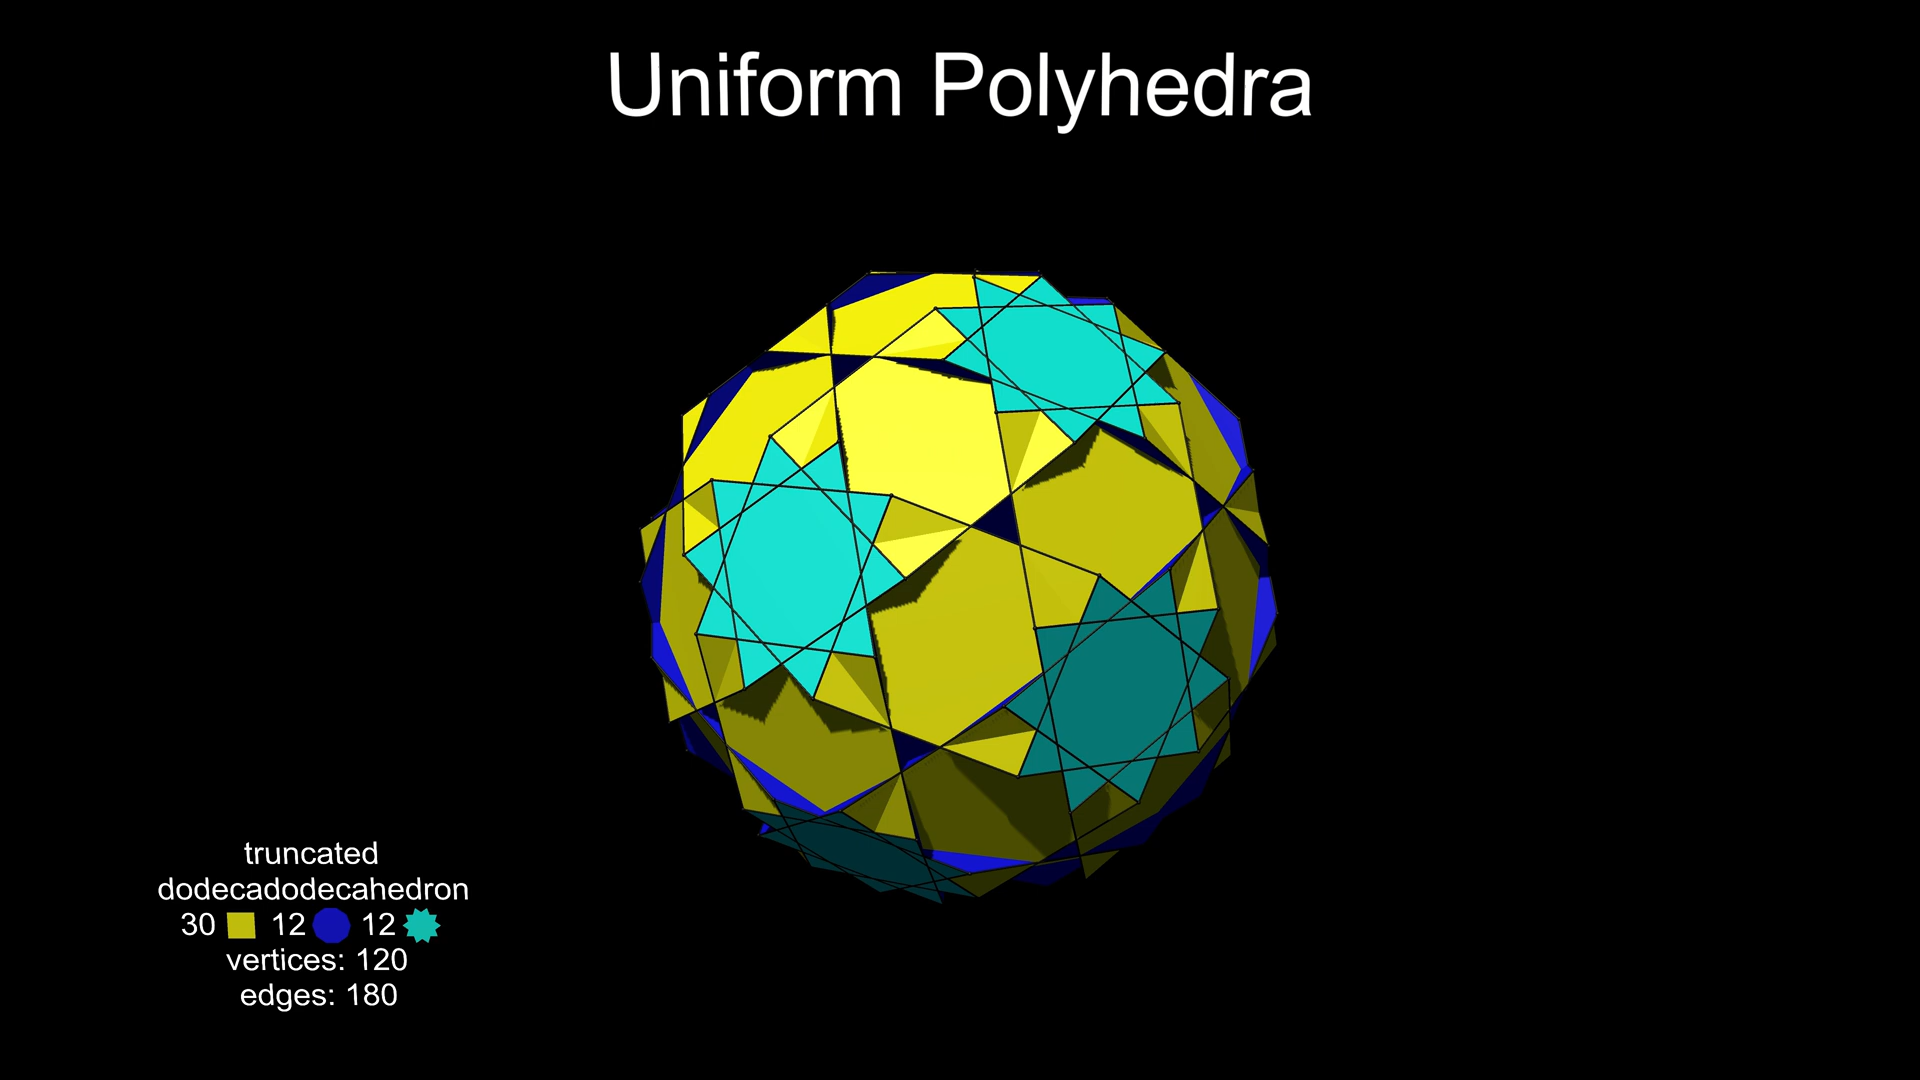 Uniform Polyhedra
truncated
dodecadodecahedron
30 12 12
vertices: 120
edges: 180